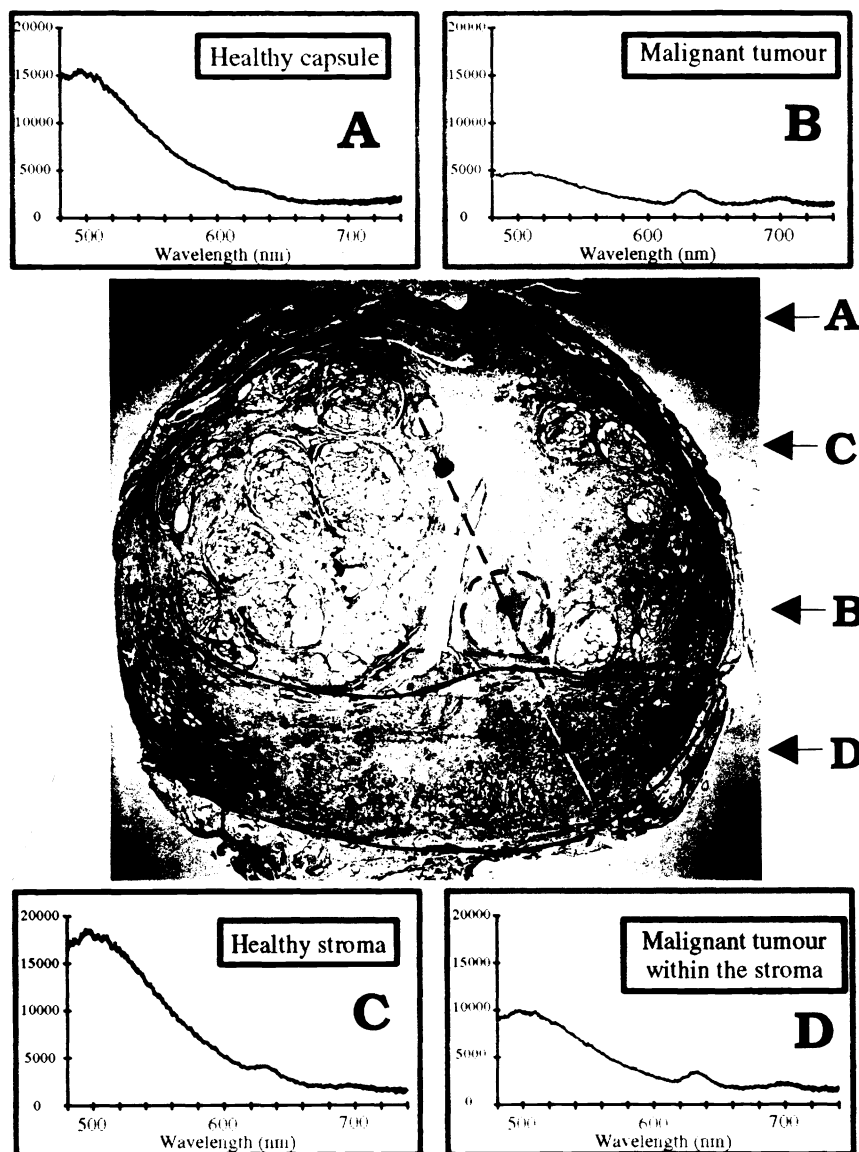 20000
15000
10000
5000
0
Healthy capsule
A
500 600 700
Wavelength (nm)
20000
15000
10000
5000
0
Malignant tumour
B
500 600 700
Wavelength (nm)
A
C
B
D
20000
15000
10000
5000
0
Healthy stroma
C
500 600 700
Wavelength (nm)
20000
15000
10000
5000
0
Malignant tumour
within the stroma
D
500 600 700
Wavelength (nm)